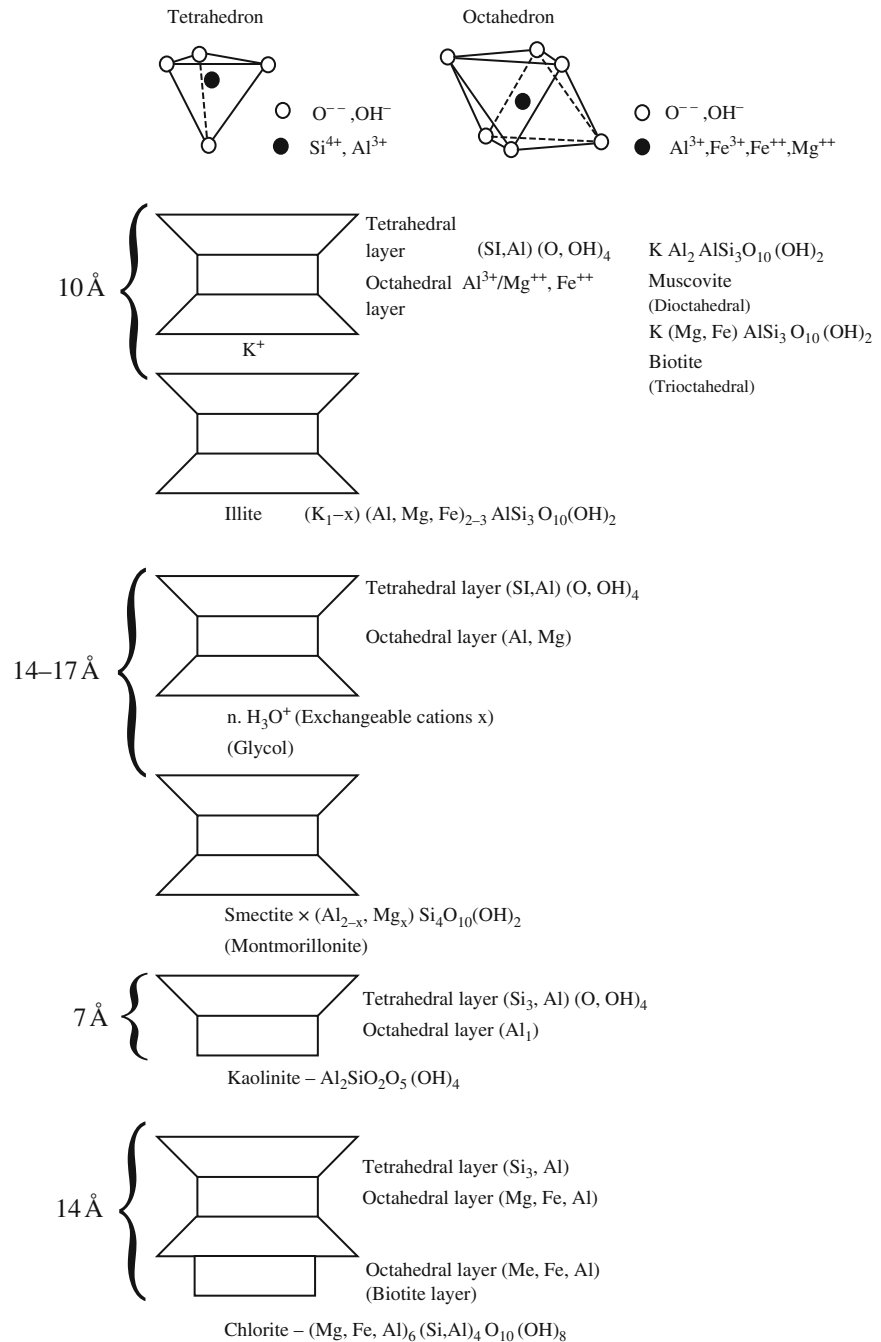 Tetrahedron
Octahedron
O⁻⁻ ,OH⁻
Si⁴⁺, Al³⁺
O⁻⁻ ,OH⁻
Al³⁺,Fe³⁺,Fe⁺⁺,Mg⁺⁺
10 Å
Tetrahedral
layer
(SI,Al) (O, OH)₄
Octahedral
layer
Al³⁺/Mg⁺⁺, Fe⁺⁺
K Al₂ AlSi₃O₁₀ (OH)₂
Muscovite
(Dioctahedral)
K (Mg, Fe) AlSi₃ O₁₀ (OH)₂
Biotite
(Trioctahedral)
K⁺
Illite (K₁–x) (Al, Mg, Fe)₂₋₃ AlSi₃ O₁₀(OH)₂
14–17 Å
Tetrahedral layer (SI,Al) (O, OH)₄
Octahedral layer (Al, Mg)
n. H₃O⁺ (Exchangeable cations x)
(Glycol)
Smectite × (Al₂₋ₓ, Mgₓ) Si₄O₁₀(OH)₂
(Montmorillonite)
7 Å
Tetrahedral layer (Si₃, Al) (O, OH)₄
Octahedral layer (Al₁)
Kaolinite – Al₂SiO₂O₅ (OH)₄
14 Å
Tetrahedral layer (Si₃, Al)
Octahedral layer (Mg, Fe, Al)
Octahedral layer (Me, Fe, Al)
(Biotite layer)
Chlorite – (Mg, Fe, Al)₆ (Si,Al)₄ O₁₀ (OH)₈